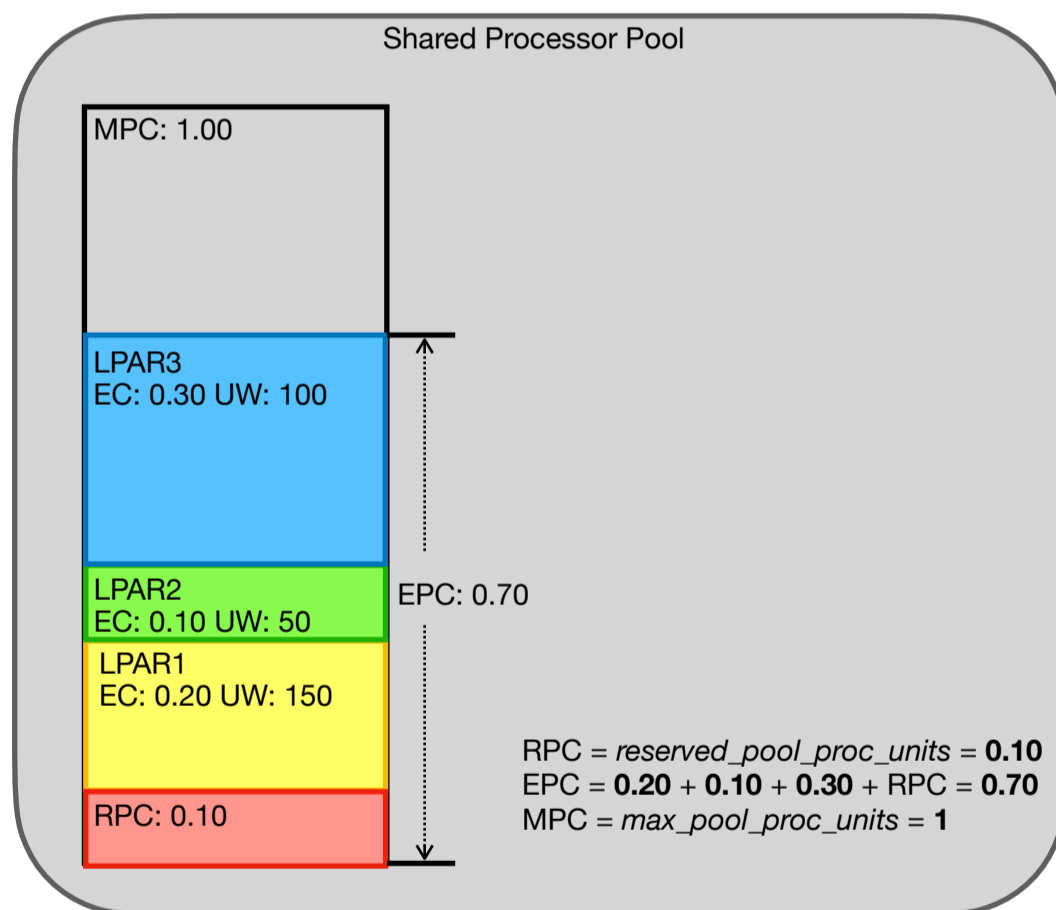 Shared Processor Pool
MPC: 1.00
LPAR3
EC: 0.30 UW: 100
LPAR2
EC: 0.10 UW: 50
EPC: 0.70
LPAR1
EC: 0.20 UW: 150
RPC: 0.10
RPC = reserved_pool_proc_units = 0.10
EPC = 0.20 + 0.10 + 0.30 + RPC = 0.70
MPC = max_pool_proc_units = 1